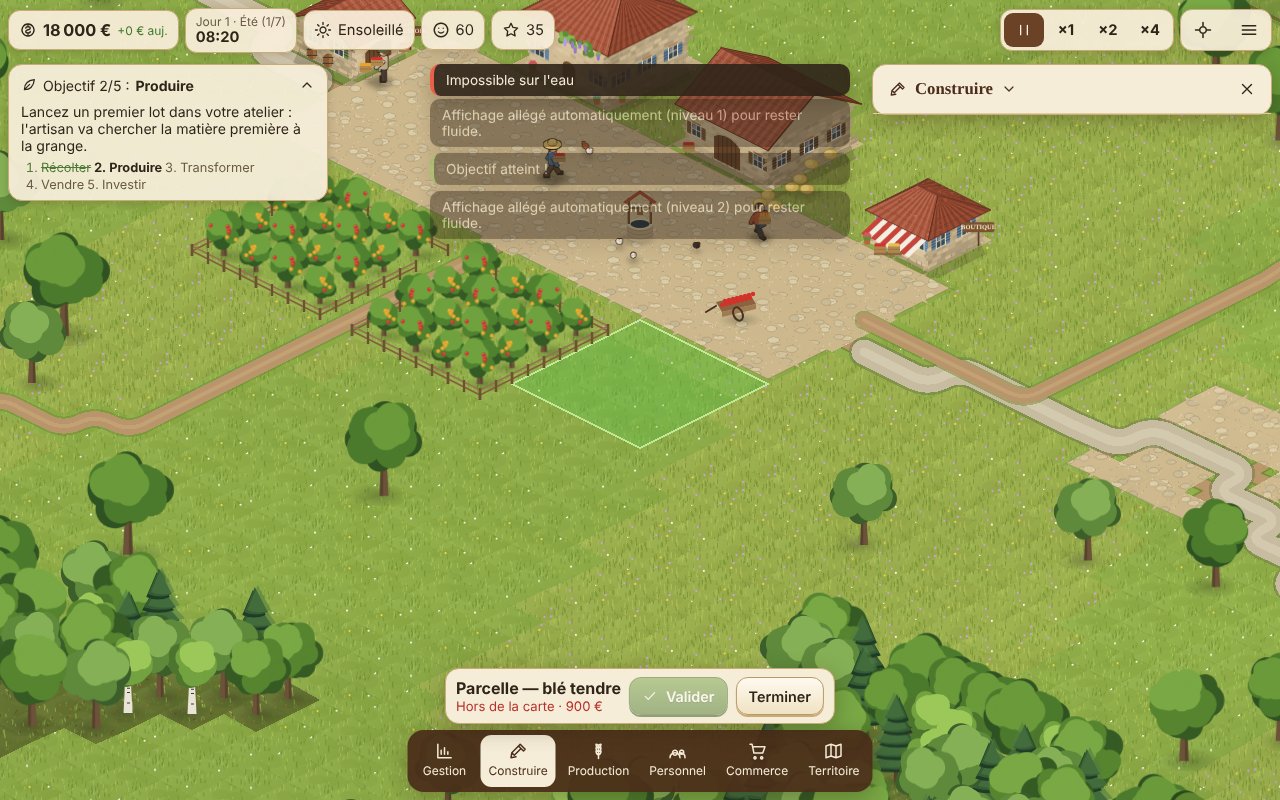 18 000 € +0 € auj.
Jour 1 · Été (1/7)
08:20
Ensoleillé
60
35
×1
×2
×4
Objectif 2/5 : Produire
Lancez un premier lot dans votre atelier :
l'artisan va chercher la matière première à
la grange.
1. Récolter 2. Produire 3. Transformer
4. Vendre 5. Investir
Impossible sur l'eau
Affichage allégé automatiquement (niveau 1) pour rester
fluide.
Objectif atteint !
Affichage allégé automatiquement (niveau 2) pour rester
fluide.
Construire
BOUTIQUE
Parcelle — blé tendre
Hors de la carte · 900 €
Valider
Terminer
Gestion
Construire
Production
Personnel
Commerce
Territoire